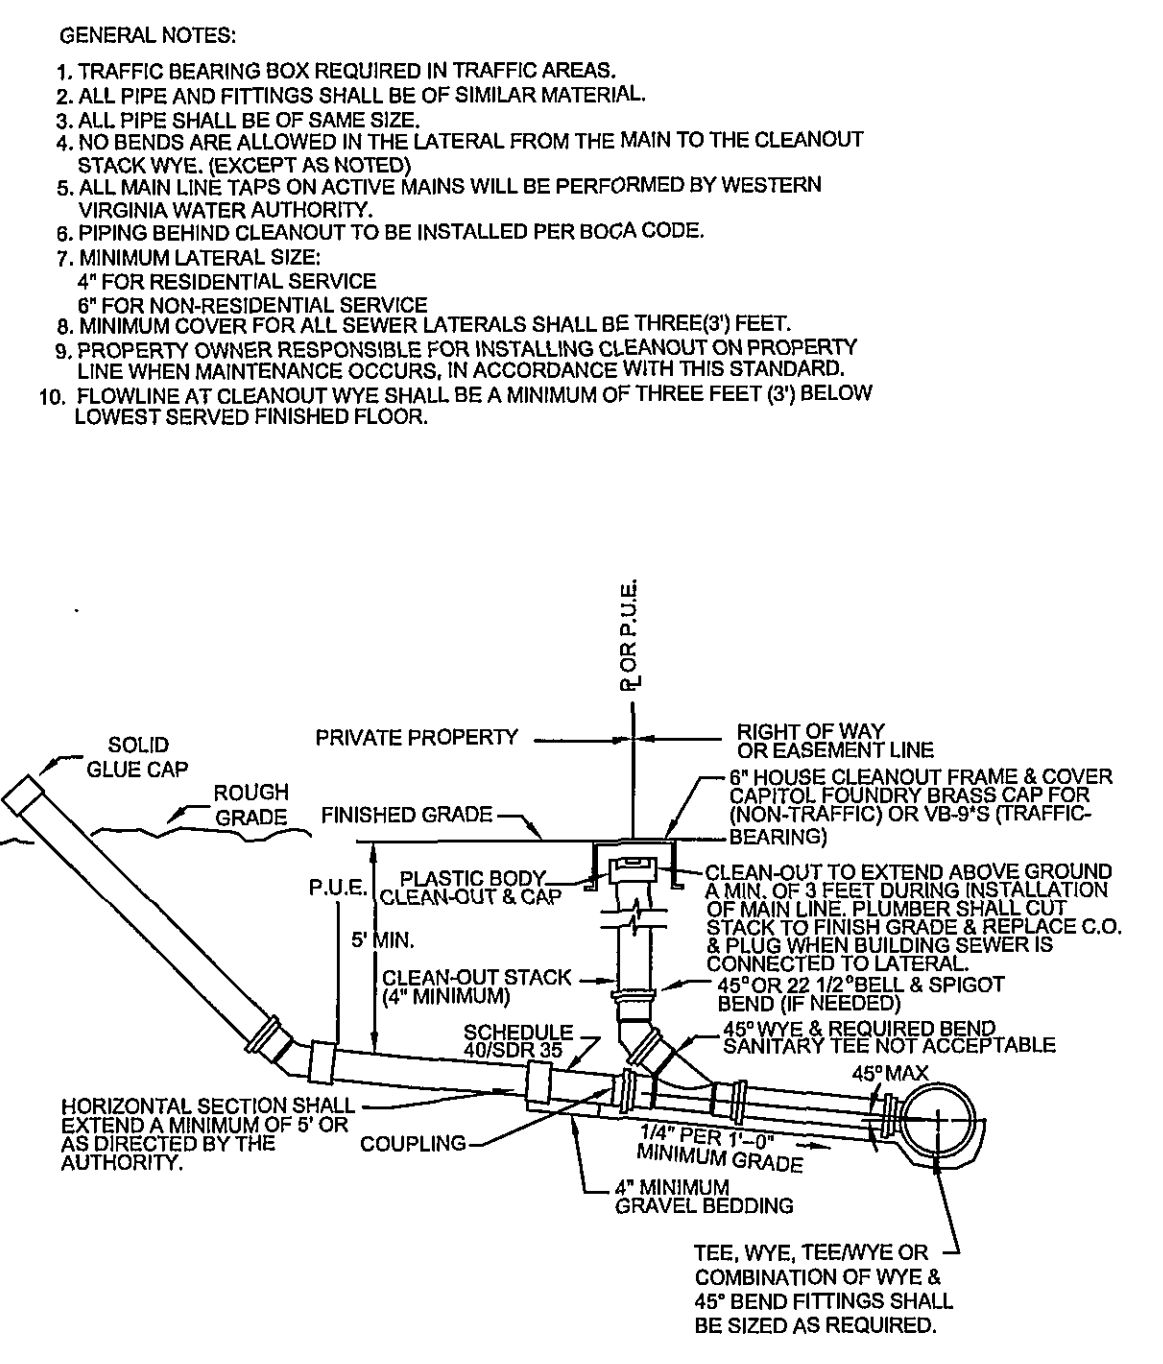 GENERAL NOTES:
1. TRAFFIC BEARING BOX REQUIRED IN TRAFFIC AREAS.
2. ALL PIPE AND FITTINGS SHALL BE OF SIMILAR MATERIAL.
3. ALL PIPE SHALL BE OF SAME SIZE.
4. NO BENDS ARE ALLOWED IN THE LATERAL FROM THE MAIN TO THE CLEANOUT
STACK WYE. (EXCEPT AS NOTED)
5. ALL MAIN LINE TAPS ON ACTIVE MAINS WILL BE PERFORMED BY WESTERN
VIRGINIA WATER AUTHORITY.
6. PIPING BEHIND CLEANOUT TO BE INSTALLED PER BOCA CODE.
7. MINIMUM LATERAL SIZE:
4" FOR RESIDENTIAL SERVICE
6" FOR NON-RESIDENTIAL SERVICE
8. MINIMUM COVER FOR ALL SEWER LATERALS SHALL BE THREE(3') FEET.
9. PROPERTY OWNER RESPONSIBLE FOR INSTALLING CLEANOUT ON PROPERTY
LINE WHEN MAINTENANCE OCCURS, IN ACCORDANCE WITH THIS STANDARD.
10. FLOWLINE AT CLEANOUT WYE SHALL BE A MINIMUM OF THREE FEET (3') BELOW
LOWEST SERVED FINISHED FLOOR.
PL OR P.U.E.
PRIVATE PROPERTY
RIGHT OF WAY
OR EASEMENT LINE
SOLID
GLUE CAP
ROUGH
GRADE
FINISHED GRADE
6" HOUSE CLEANOUT FRAME & COVER
CAPITOL FOUNDRY BRASS CAP FOR
(NON-TRAFFIC) OR VB-9*S (TRAFFIC-
BEARING)
P.U.E.
PLASTIC BODY
CLEAN-OUT & CAP
CLEAN-OUT TO EXTEND ABOVE GROUND
A MIN. OF 3 FEET DURING INSTALLATION
OF MAIN LINE. PLUMBER SHALL CUT
STACK TO FINISH GRADE & REPLACE C.O.
& PLUG WHEN BUILDING SEWER IS
CONNECTED TO LATERAL.
5' MIN.
CLEAN-OUT STACK
(4" MINIMUM)
45° OR 22 1/2° BELL & SPIGOT
BEND (IF NEEDED)
SCHEDULE
40/SDR 35
45° WYE & REQUIRED BEND
SANITARY TEE NOT ACCEPTABLE
45° MAX
HORIZONTAL SECTION SHALL
EXTEND A MINIMUM OF 5' OR
AS DIRECTED BY THE
AUTHORITY.
COUPLING
1/4" PER 1'-0"
MINIMUM GRADE
4" MINIMUM
GRAVEL BEDDING
TEE, WYE, TEE/WYE OR
COMBINATION OF WYE &
45° BEND FITTINGS SHALL
BE SIZED AS REQUIRED.